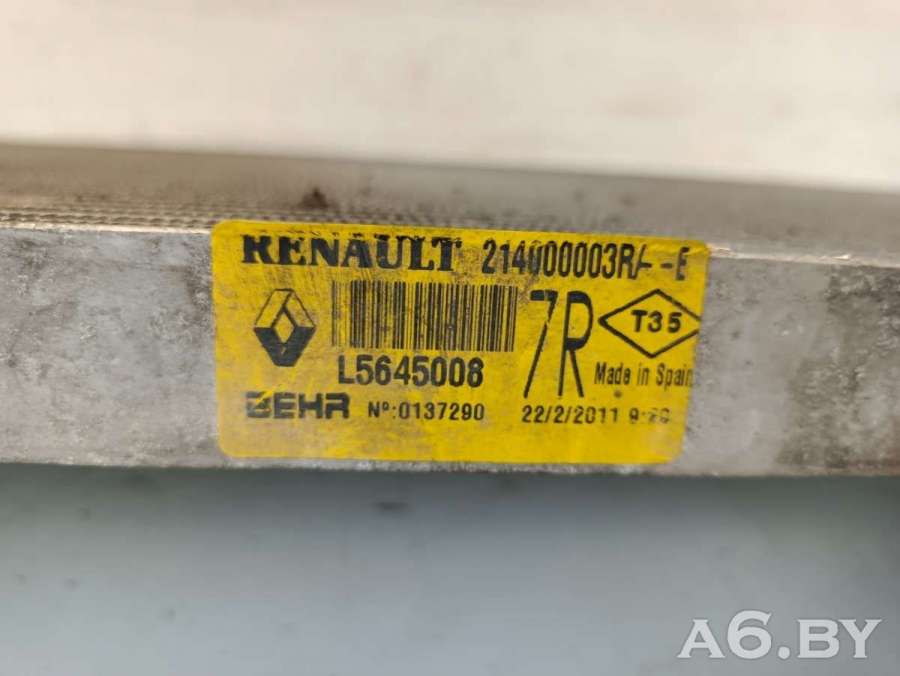 RENAULT 214000003R/--E
7R
T35
L5645008
Made in Spain
BEHR Nº:0137290 22/2/2011
A6.BY